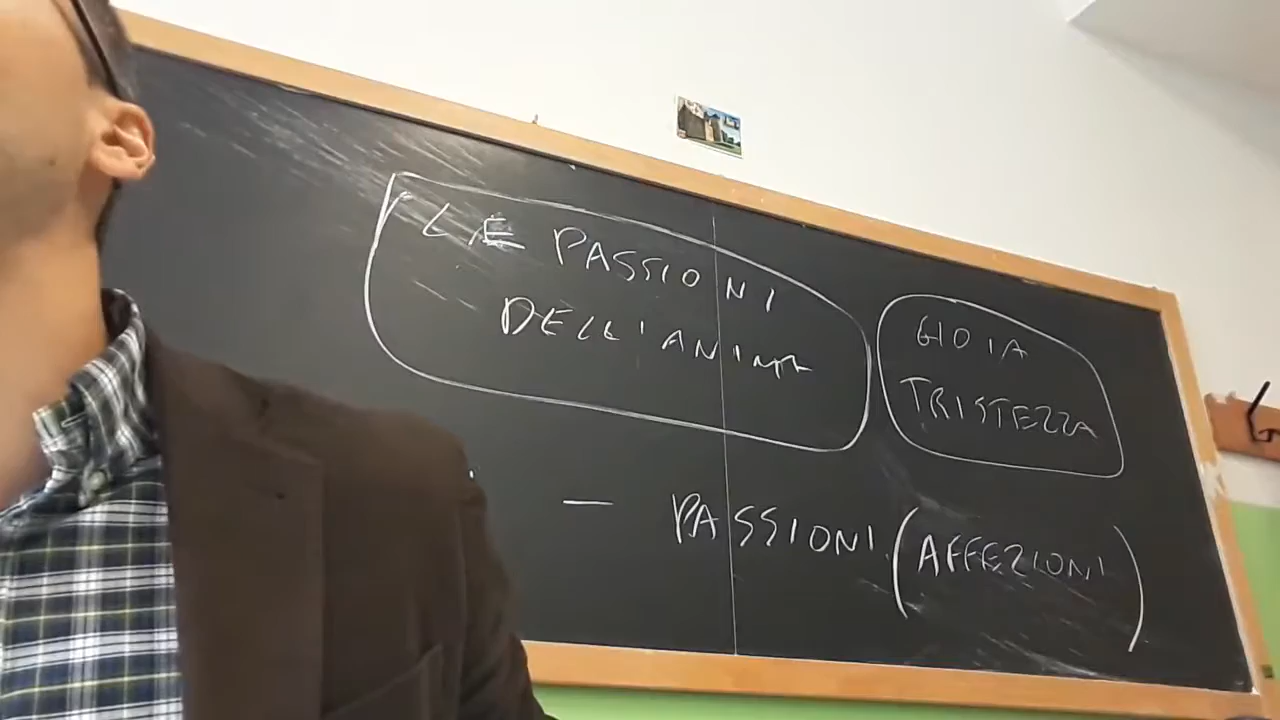 LE PASSIONI
DELL'ANIMA
GIOIA
TRISTEZZA
— PASSIONI (AFFEZIONI)